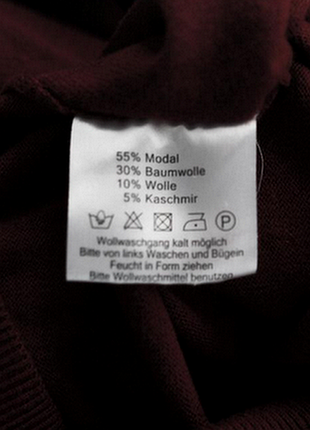 55% Modal
30% Baumwolle
10% Wolle
5% Kaschmir
P
Wollwaschgang kalt möglich
Bitte von links Waschen und Bügeln
Feucht in Form ziehen
Bitte Wollwaschmittel benutzen